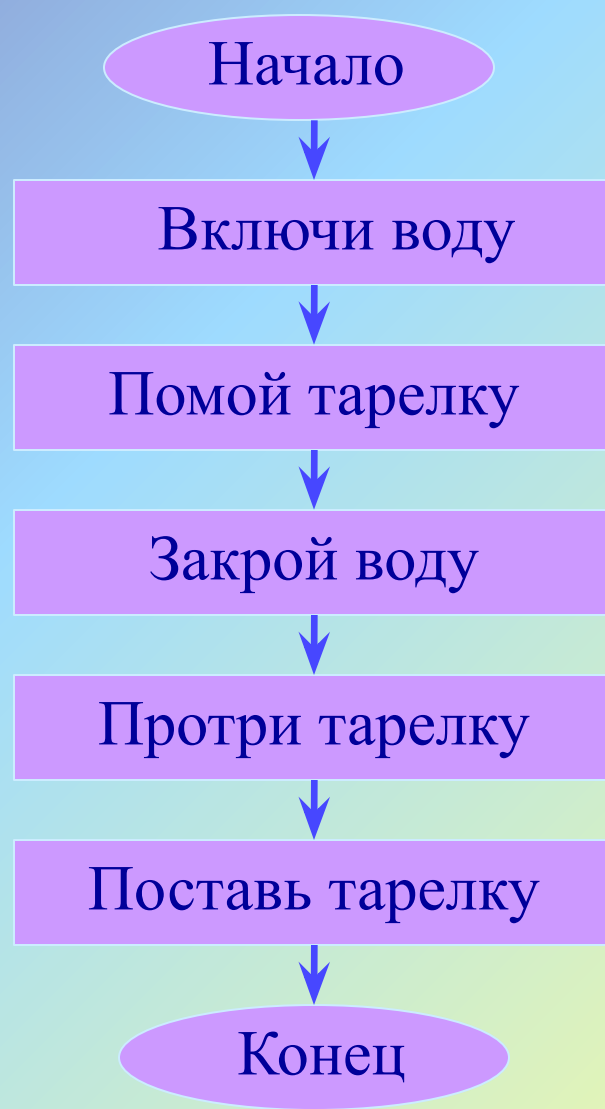 Начало
Включи воду
Помой тарелку
Закрой воду
Протри тарелку
Поставь тарелку
Конец